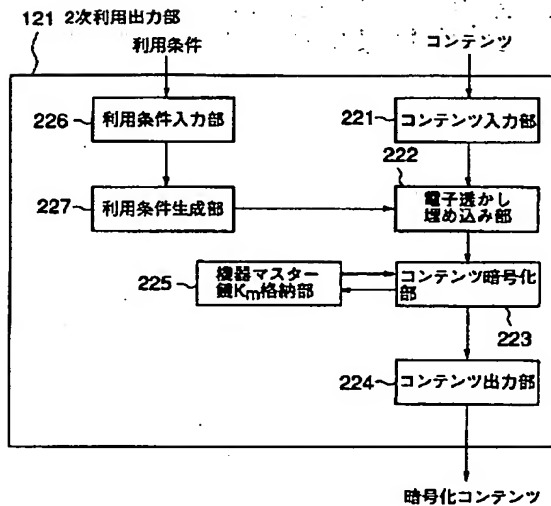 121 2次利用出力部
利用条件
コンテンツ
226
利用条件入力部
221
コンテンツ入力部
222
227
利用条件生成部
電子透かし
埋め込み部
225
機器マスター
鍵Km格納部
コンテンツ暗号化
部
223
224
コンテンツ出力部
暗号化コンテンツ